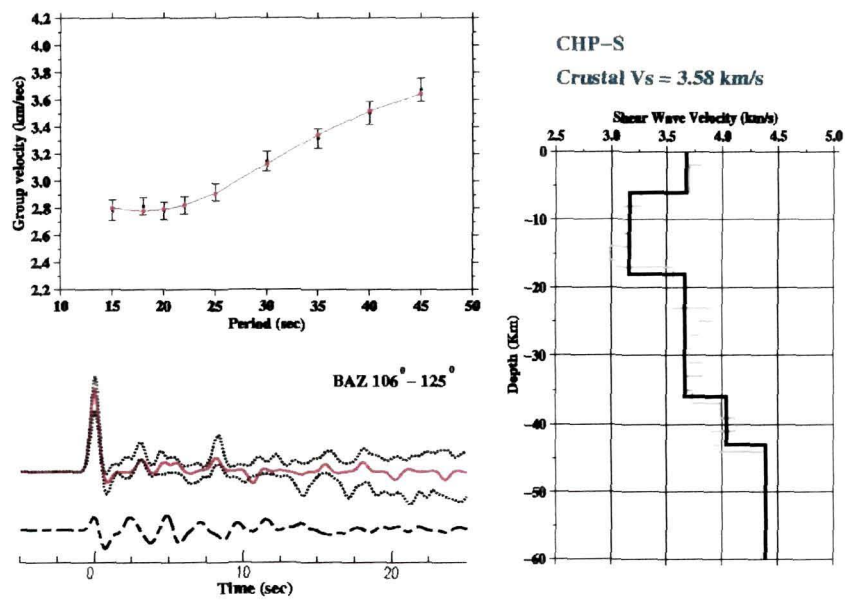 4.2
4.0
3.8
3.6
3.4
3.2
3.0
2.8
2.6
2.4
2.2
Group velocity (km/sec)
10 15 20 25 30 35 40 45 50
Period (sec)
BAZ 106° – 125°
0 10 20
Time (sec)
CHP–S
Crustal Vs = 3.58 km/s
Shear Wave Velocity (km/s)
2.5 3.0 3.5 4.0 4.5 5.0
0
−10
−20
−30
−40
−50
−60
Depth (Km)